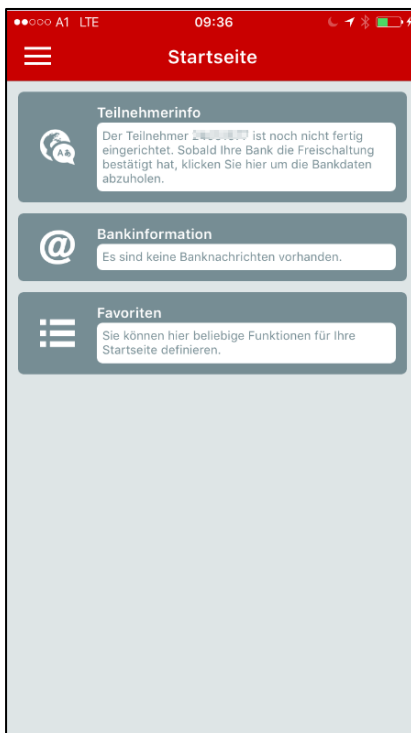 A1 LTE 09:36
Startseite
Teilnehmerinfo
Der Teilnehmer ist noch nicht fertig
eingerichtet. Sobald Ihre Bank die Freischaltung
bestätigt hat, klicken Sie hier um die Bankdaten
abzuholen.
Bankinformation
Es sind keine Banknachrichten vorhanden.
Favoriten
Sie können hier beliebige Funktionen für Ihre
Startseite definieren.